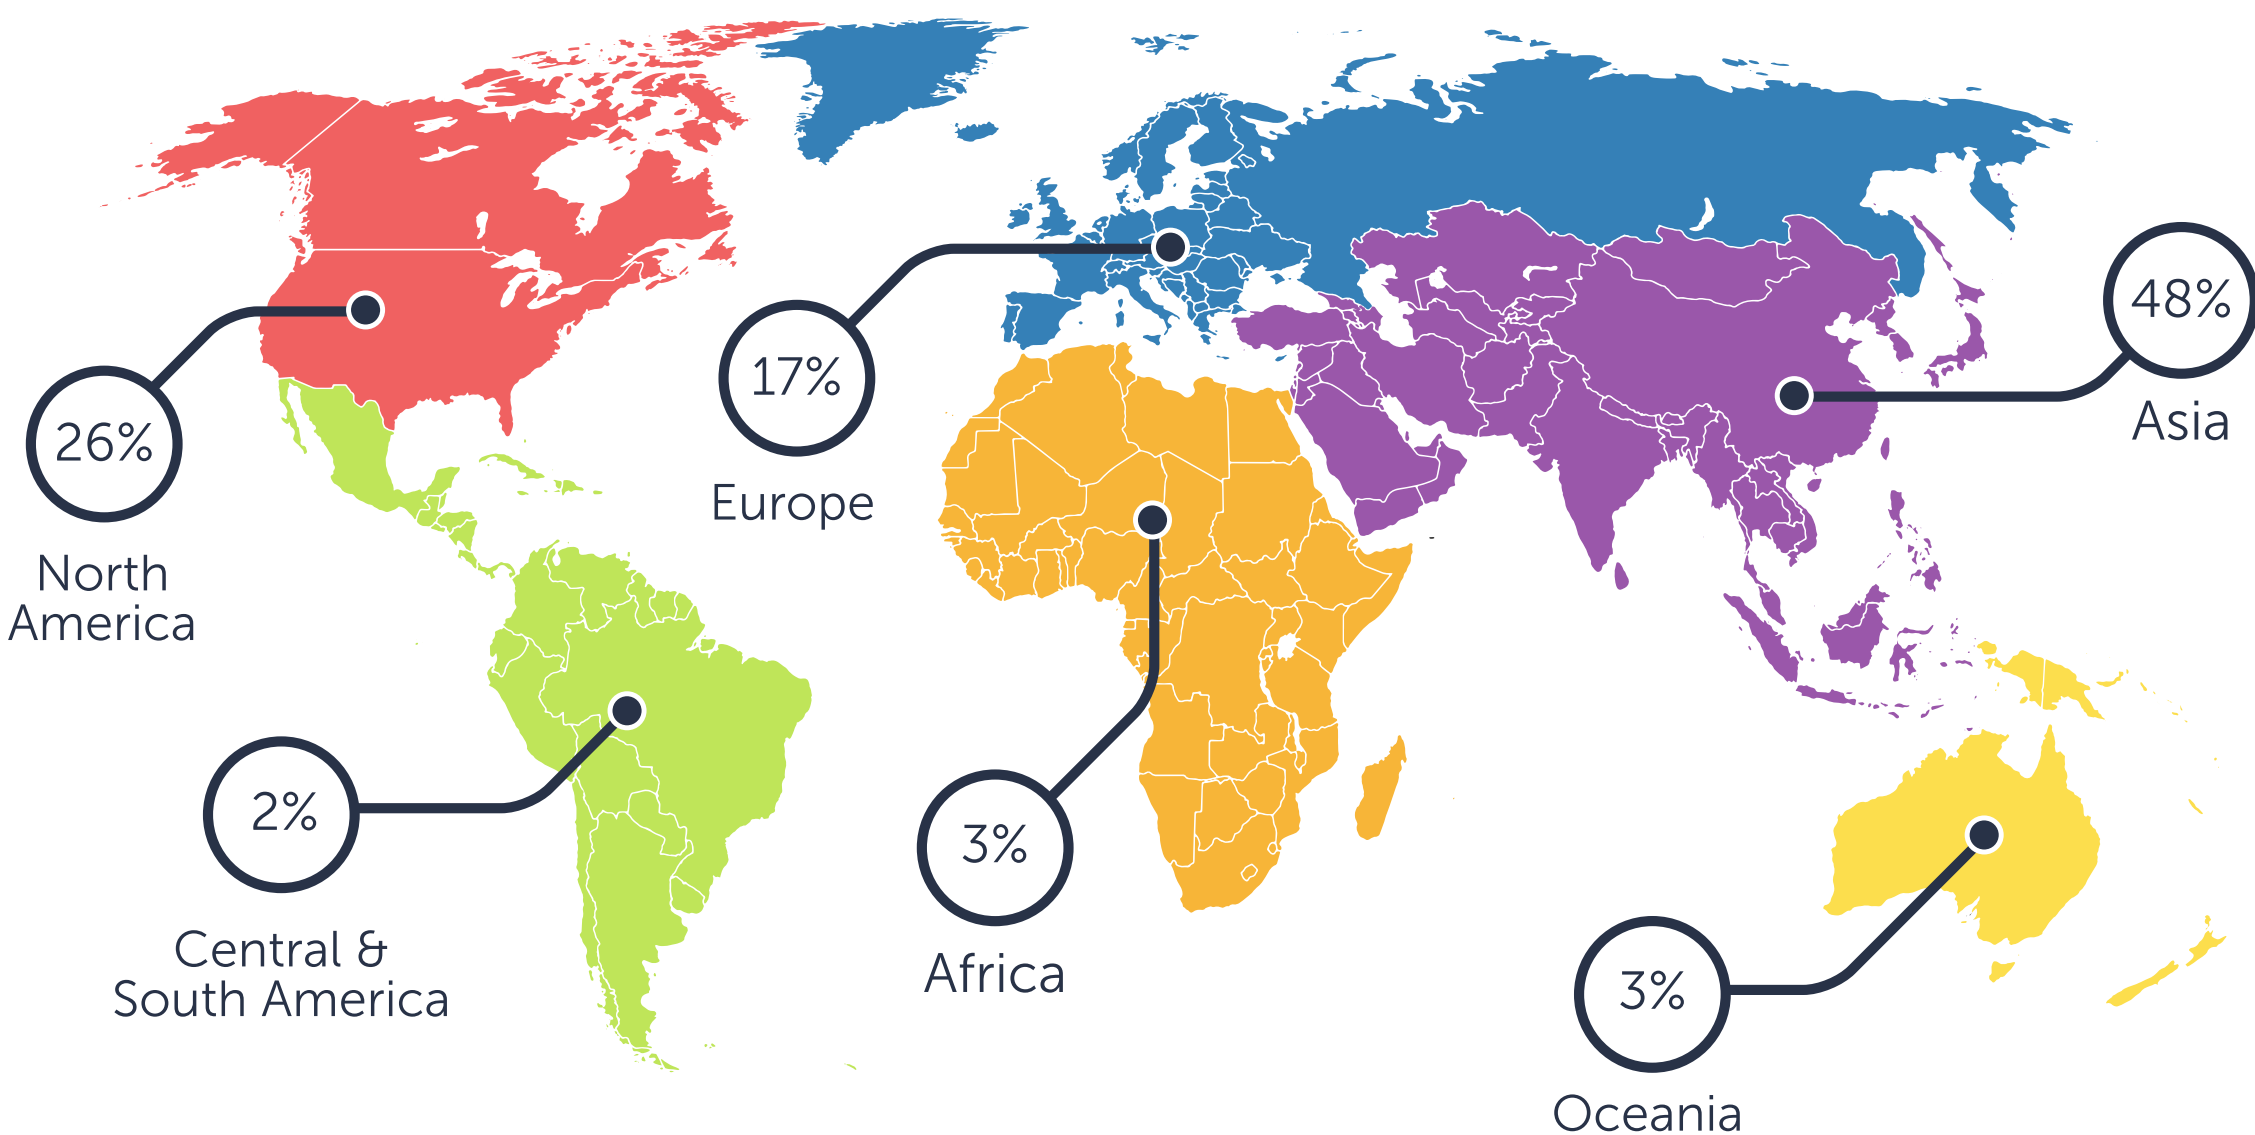 26%
North
America
17%
Europe
48%
Asia
2%
Central &
South America
3%
Africa
3%
Oceania